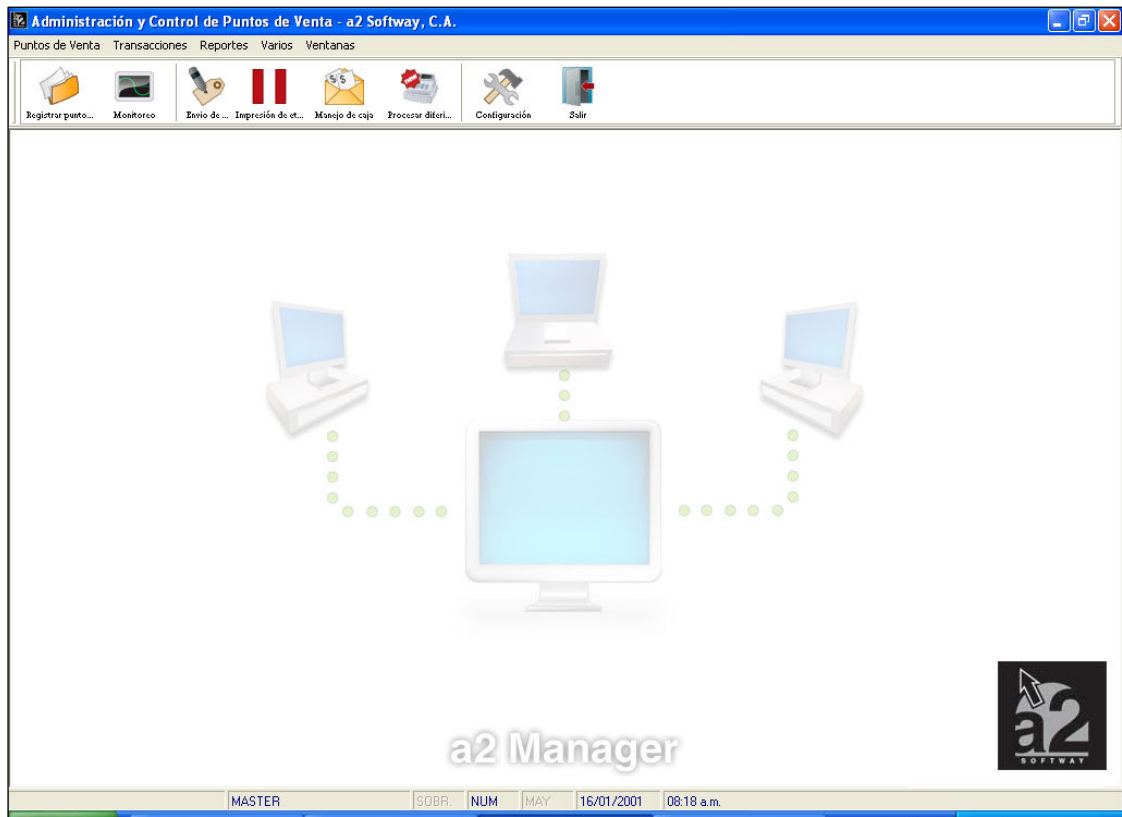 Administración y Control de Puntos de Venta - a2 Softway, C.A.
Puntos de Venta Transacciones Reportes Varios Ventanas
Registrar punto... Monitoreo Envio de ... Impresión de et... Manejo de caja Procesar diferi... Configuración Salir
a2
SOFTWAY
a2 Manager
MASTER SOBR. NUM MAY 16/01/2001 08:18 a.m.